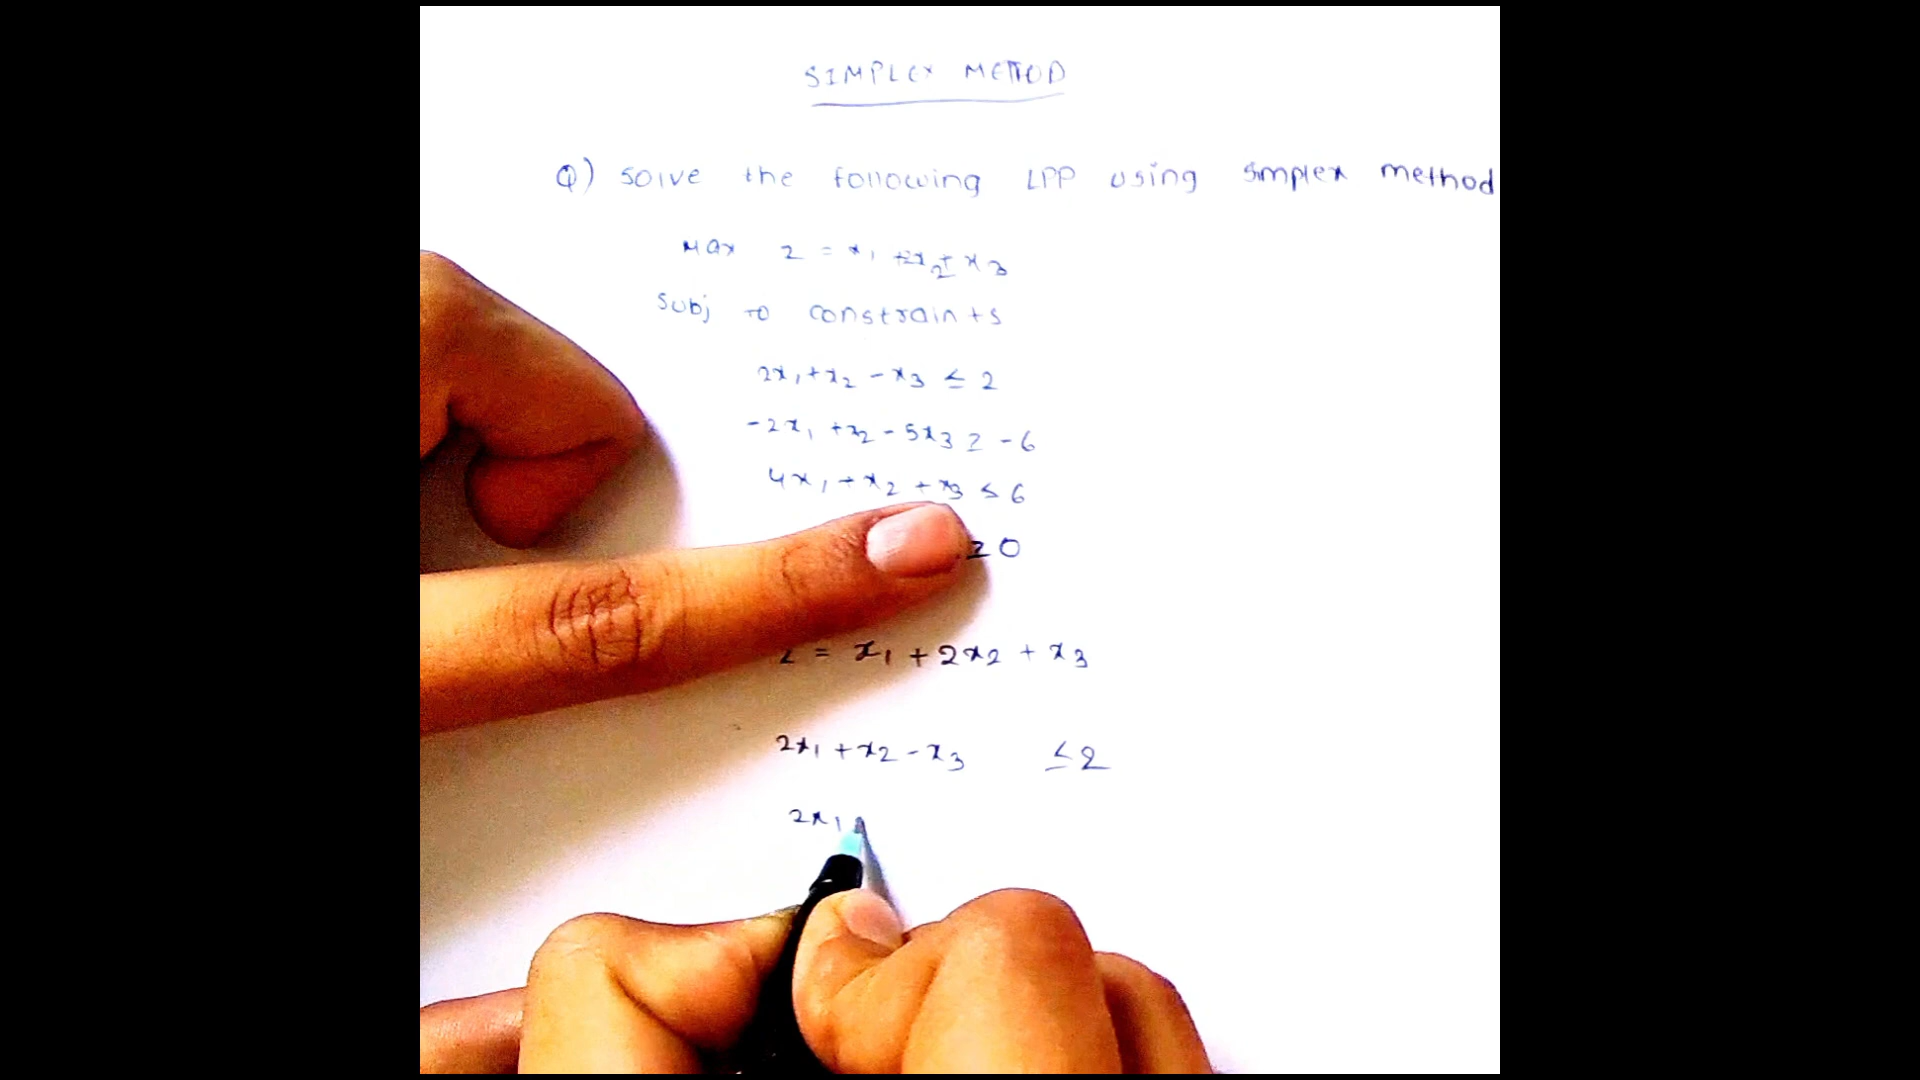 SIMPLEX METHOD
Q) Solve the following LPP using simplex method
Max Z = x₁ + 2x₂ + x₃
Subj TO constraints
2x₁ + x₂ - x₃ ≤ 2
-2x₁ + x₂ - 5x₃ ≥ -6
4x₁ + x₂ + x₃ ≤ 6
≥ 0
Z = x₁ + 2x₂ + x₃
2x₁ + x₂ - x₃ ≤ 2
2x₁